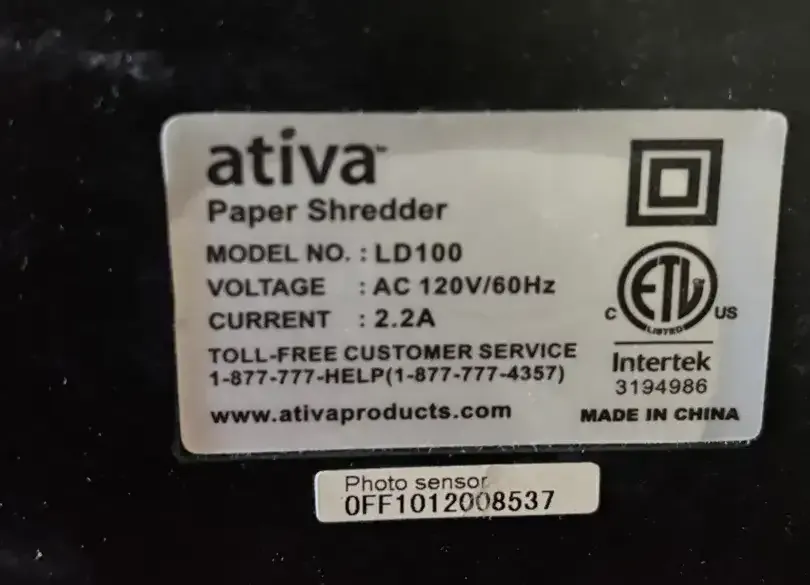 ativa™
Paper Shredder
MODEL NO. : LD100
VOLTAGE : AC 120V/60Hz
CURRENT : 2.2A
TOLL-FREE CUSTOMER SERVICE
1-877-777-HELP(1-877-777-4357)
www.ativaproducts.com
ETL
CM
LISTED
C US
Intertek
3194986
MADE IN CHINA
Photo sensor
0FF1012008537